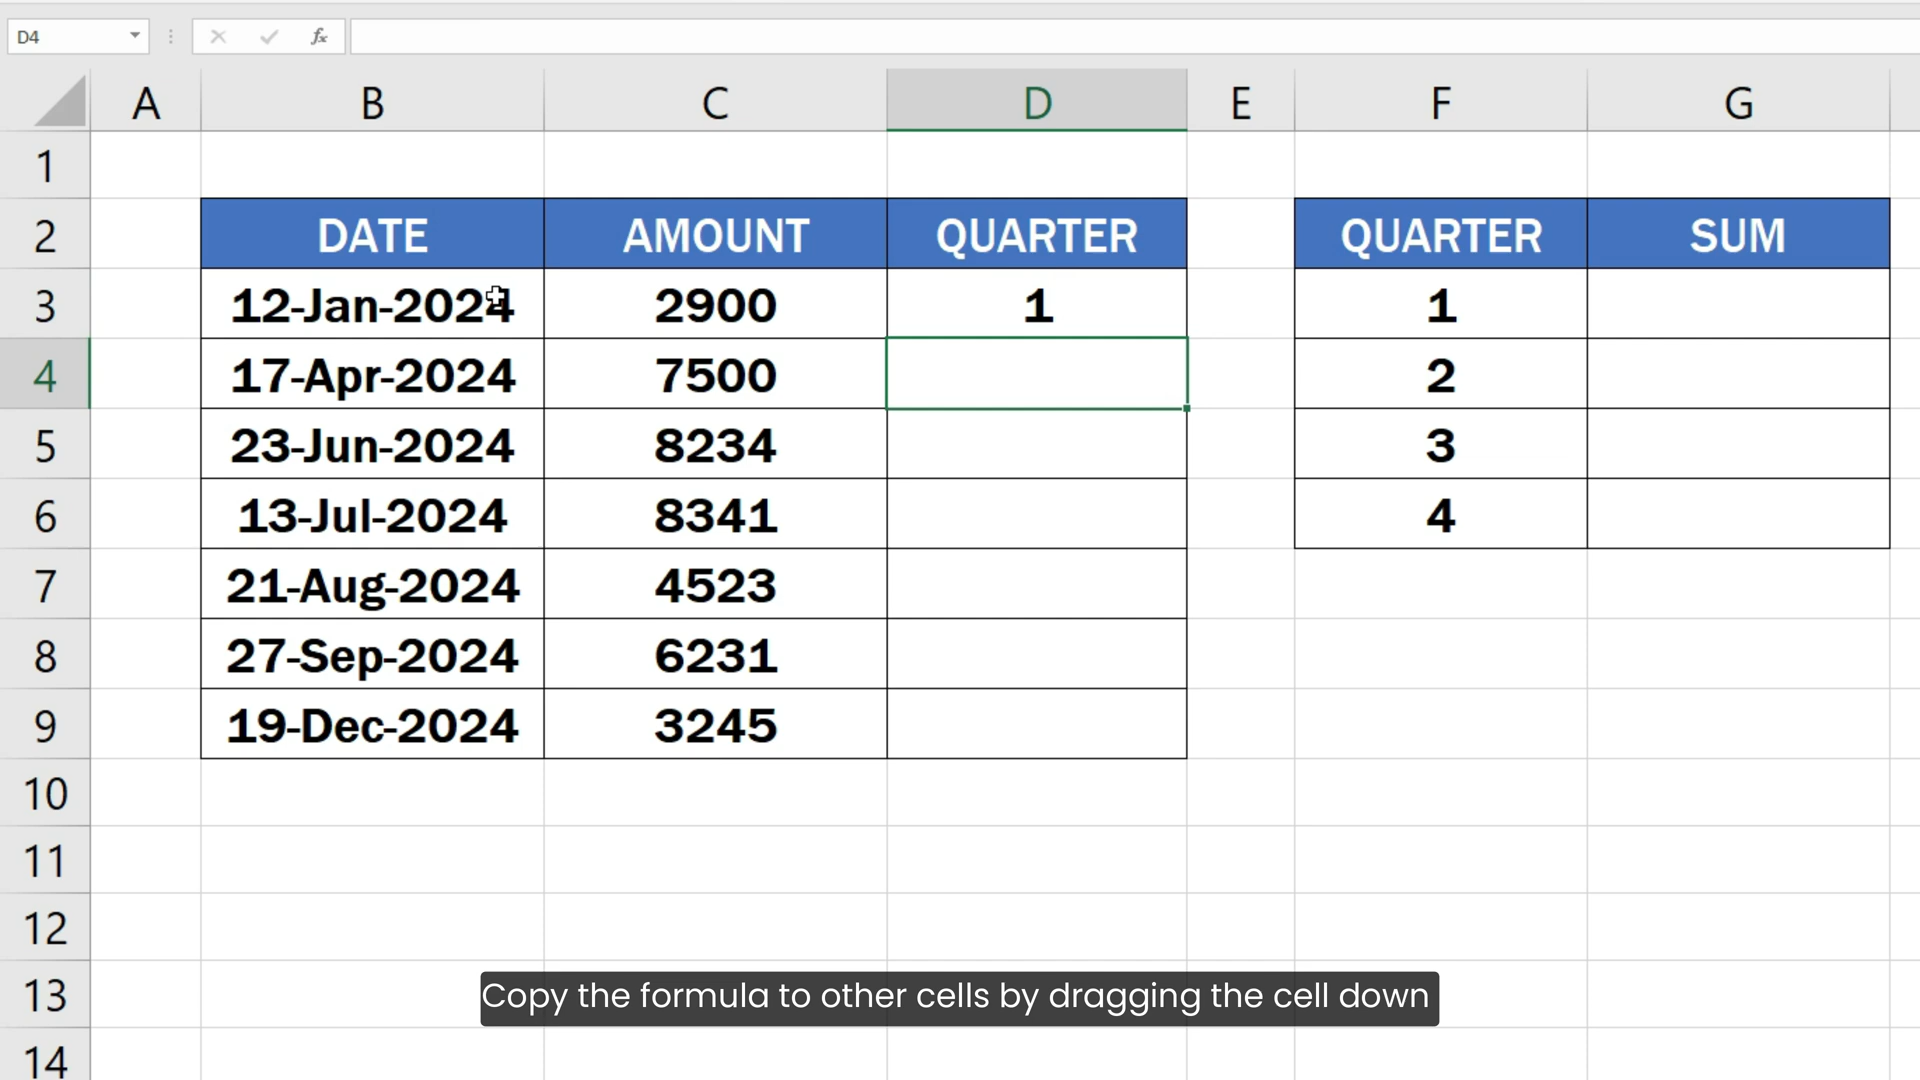 D4 fx
A B C D E F G
1
2 DATE AMOUNT QUARTER QUARTER SUM
3 12-Jan-2024 2900 1 1
4 17-Apr-2024 7500 2
5 23-Jun-2024 8234 3
6 13-Jul-2024 8341 4
7 21-Aug-2024 4523
8 27-Sep-2024 6231
9 19-Dec-2024 3245
10
11
12
13
Copy the formula to other cells by dragging the cell down
14